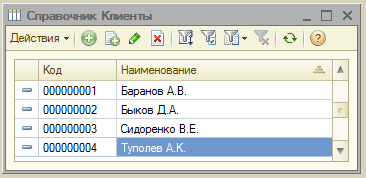 Справочник Клиенты
Действия
Код Наименование
000000001 Баранов А.В.
000000002 Быков Д.А.
000000003 Сидоренко В.Е.
000000004 Туполев А.К.